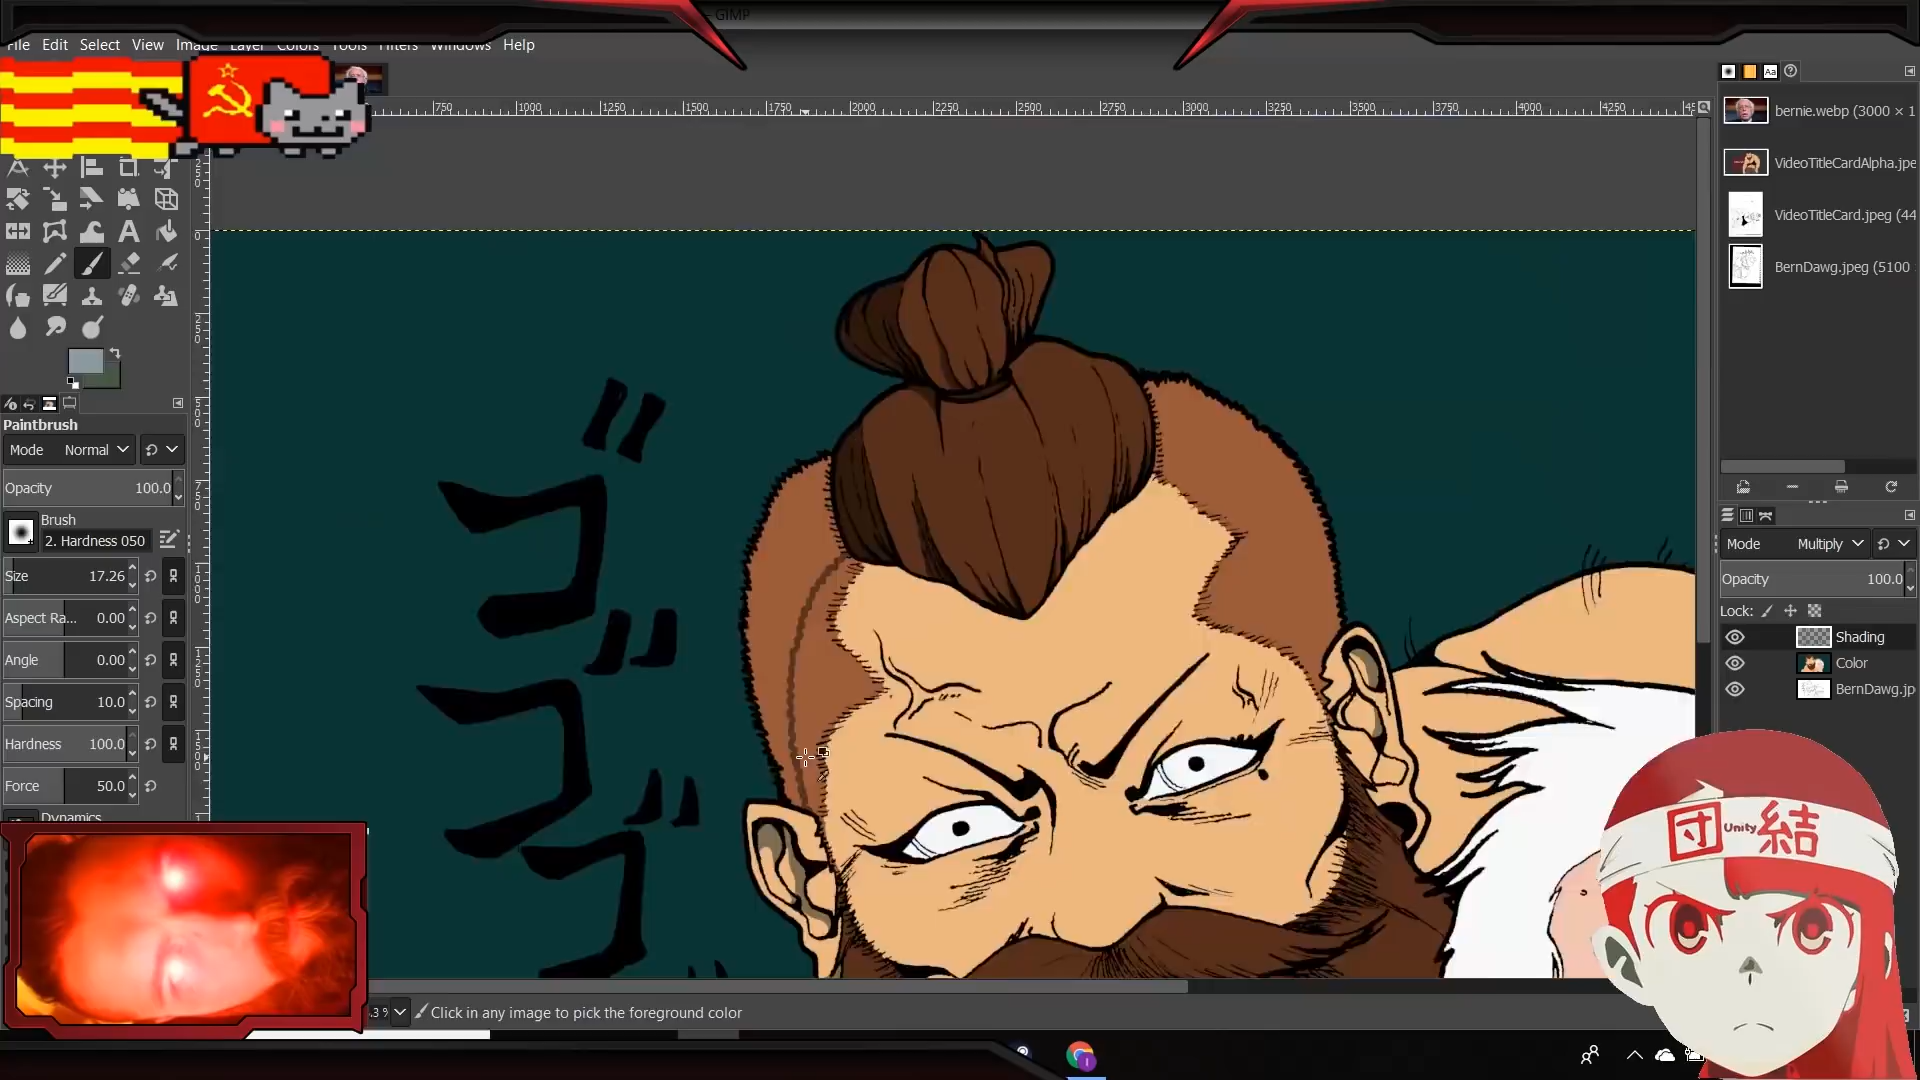 - GIMP
File Edit Select View Image Layer Colors Tools Filters Windows Help
750 1000 1250 1500 1750 2000 2250 2500 2750 3000 3250 3500 3750 4000 4250
bernie.webp (3000 × 1
VideoTitleCardAlpha.jpe
VideoTitleCard.jpeg (44
BernDawg.jpeg (5100
Paintbrush
Mode Normal
Opacity 100.0
Brush
2. Hardness 050
Size 17.26
Aspect Ra... 0.00
Angle 0.00
Spacing 10.0
Hardness 100.0
Force 50.0
Dynamics
ゴ
ゴ
ゴ
Mode Multiply
Opacity 100.0
Lock:
Shading
Color
BernDawg.jp
団 Unity 結
.3 % Click in any image to pick the foreground color